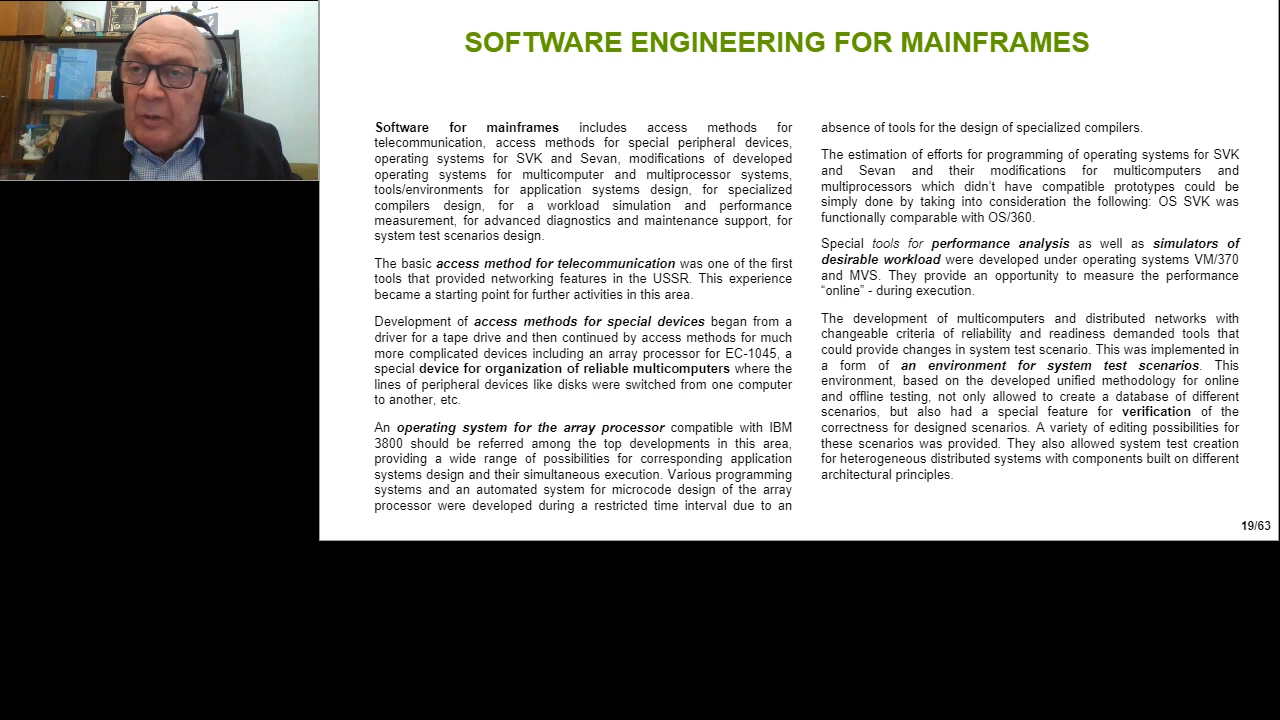 SOFTWARE ENGINEERING FOR MAINFRAMES
Software for mainframes includes access methods for
telecommunication, access methods for special peripheral devices,
operating systems for SVK and Sevan, modifications of developed
operating systems for multicomputer and multiprocessor systems,
tools/environments for application systems design, for specialized
compilers design, for a workload simulation and performance
measurement, for advanced diagnostics and maintenance support, for
system test scenarios design.
The basic access method for telecommunication was one of the first
tools that provided networking features in the USSR. This experience
became a starting point for further activities in this area.
Development of access methods for special devices began from a
driver for a tape drive and then continued by access methods for much
more complicated devices including an array processor for EC-1045, a
special device for organization of reliable multicomputers where the
lines of peripheral devices like disks were switched from one computer
to another, etc.
An operating system for the array processor compatible with IBM
3800 should be referred among the top developments in this area,
providing a wide range of possibilities for corresponding application
systems design and their simultaneous execution. Various programming
systems and an automated system for microcode design of the array
processor were developed during a restricted time interval due to an
absence of tools for the design of specialized compilers.
The estimation of efforts for programming of operating systems for SVK
and Sevan and their modifications for multicomputers and
multiprocessors which didn’t have compatible prototypes could be
simply done by taking into consideration the following: OS SVK was
functionally comparable with OS/360.
Special tools for performance analysis as well as simulators of
desirable workload were developed under operating systems VM/370
and MVS. They provide an opportunity to measure the performance
“online” - during execution.
The development of multicomputers and distributed networks with
changeable criteria of reliability and readiness demanded tools that
could provide changes in system test scenario. This was implemented in
a form of an environment for system test scenarios. This
environment, based on the developed unified methodology for online
and offline testing, not only allowed to create a database of different
scenarios, but also had a special feature for verification of the
correctness for designed scenarios. A variety of editing possibilities for
these scenarios was provided. They also allowed system test creation
for heterogeneous distributed systems with components built on different
architectural principles.
19/63